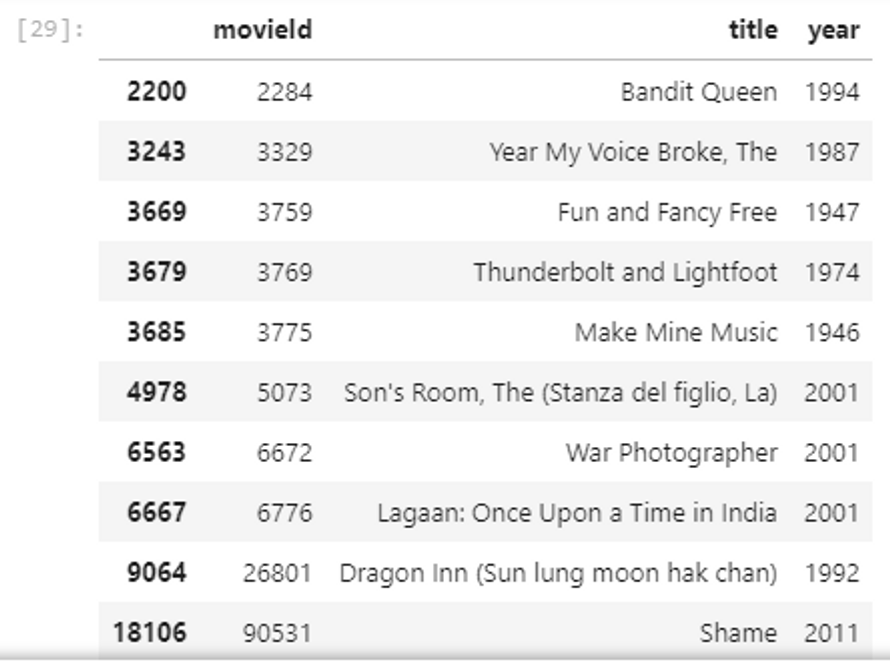 [29]: movieId title year
2200 2284 Bandit Queen 1994
3243 3329 Year My Voice Broke, The 1987
3669 3759 Fun and Fancy Free 1947
3679 3769 Thunderbolt and Lightfoot 1974
3685 3775 Make Mine Music 1946
4978 5073 Son's Room, The (Stanza del figlio, La) 2001
6563 6672 War Photographer 2001
6667 6776 Lagaan: Once Upon a Time in India 2001
9064 26801 Dragon Inn (Sun lung moon hak chan) 1992
18106 90531 Shame 2011